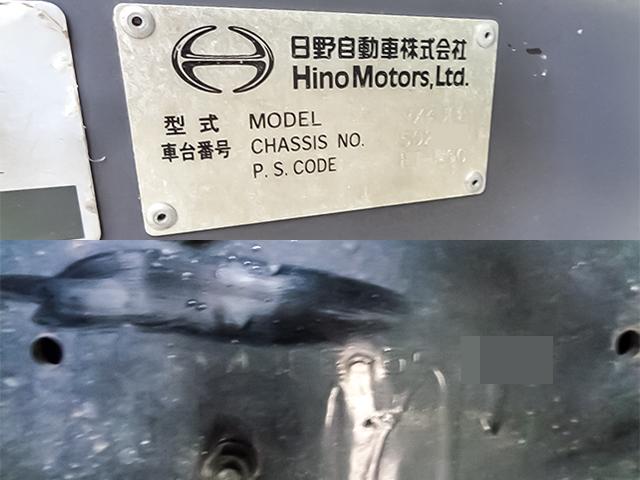 日野自動車株式会社
Hino Motors, Ltd.
型式 MODEL
車台番号 CHASSIS NO.
P.S. CODE